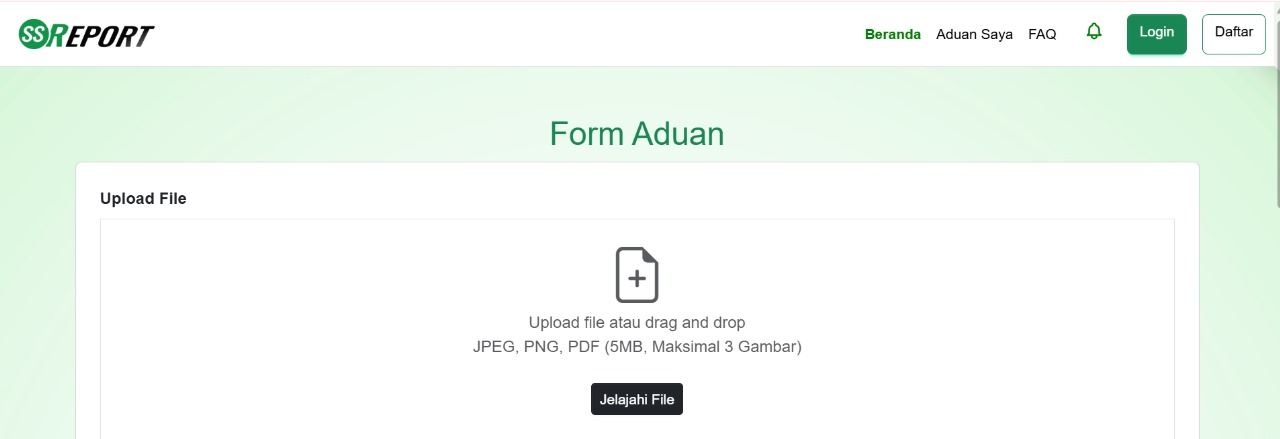 SSREPORT
Beranda Aduan Saya FAQ Login Daftar
Form Aduan
Upload File
Upload file atau drag and drop
JPEG, PNG, PDF (5MB, Maksimal 3 Gambar)
Jelajahi File